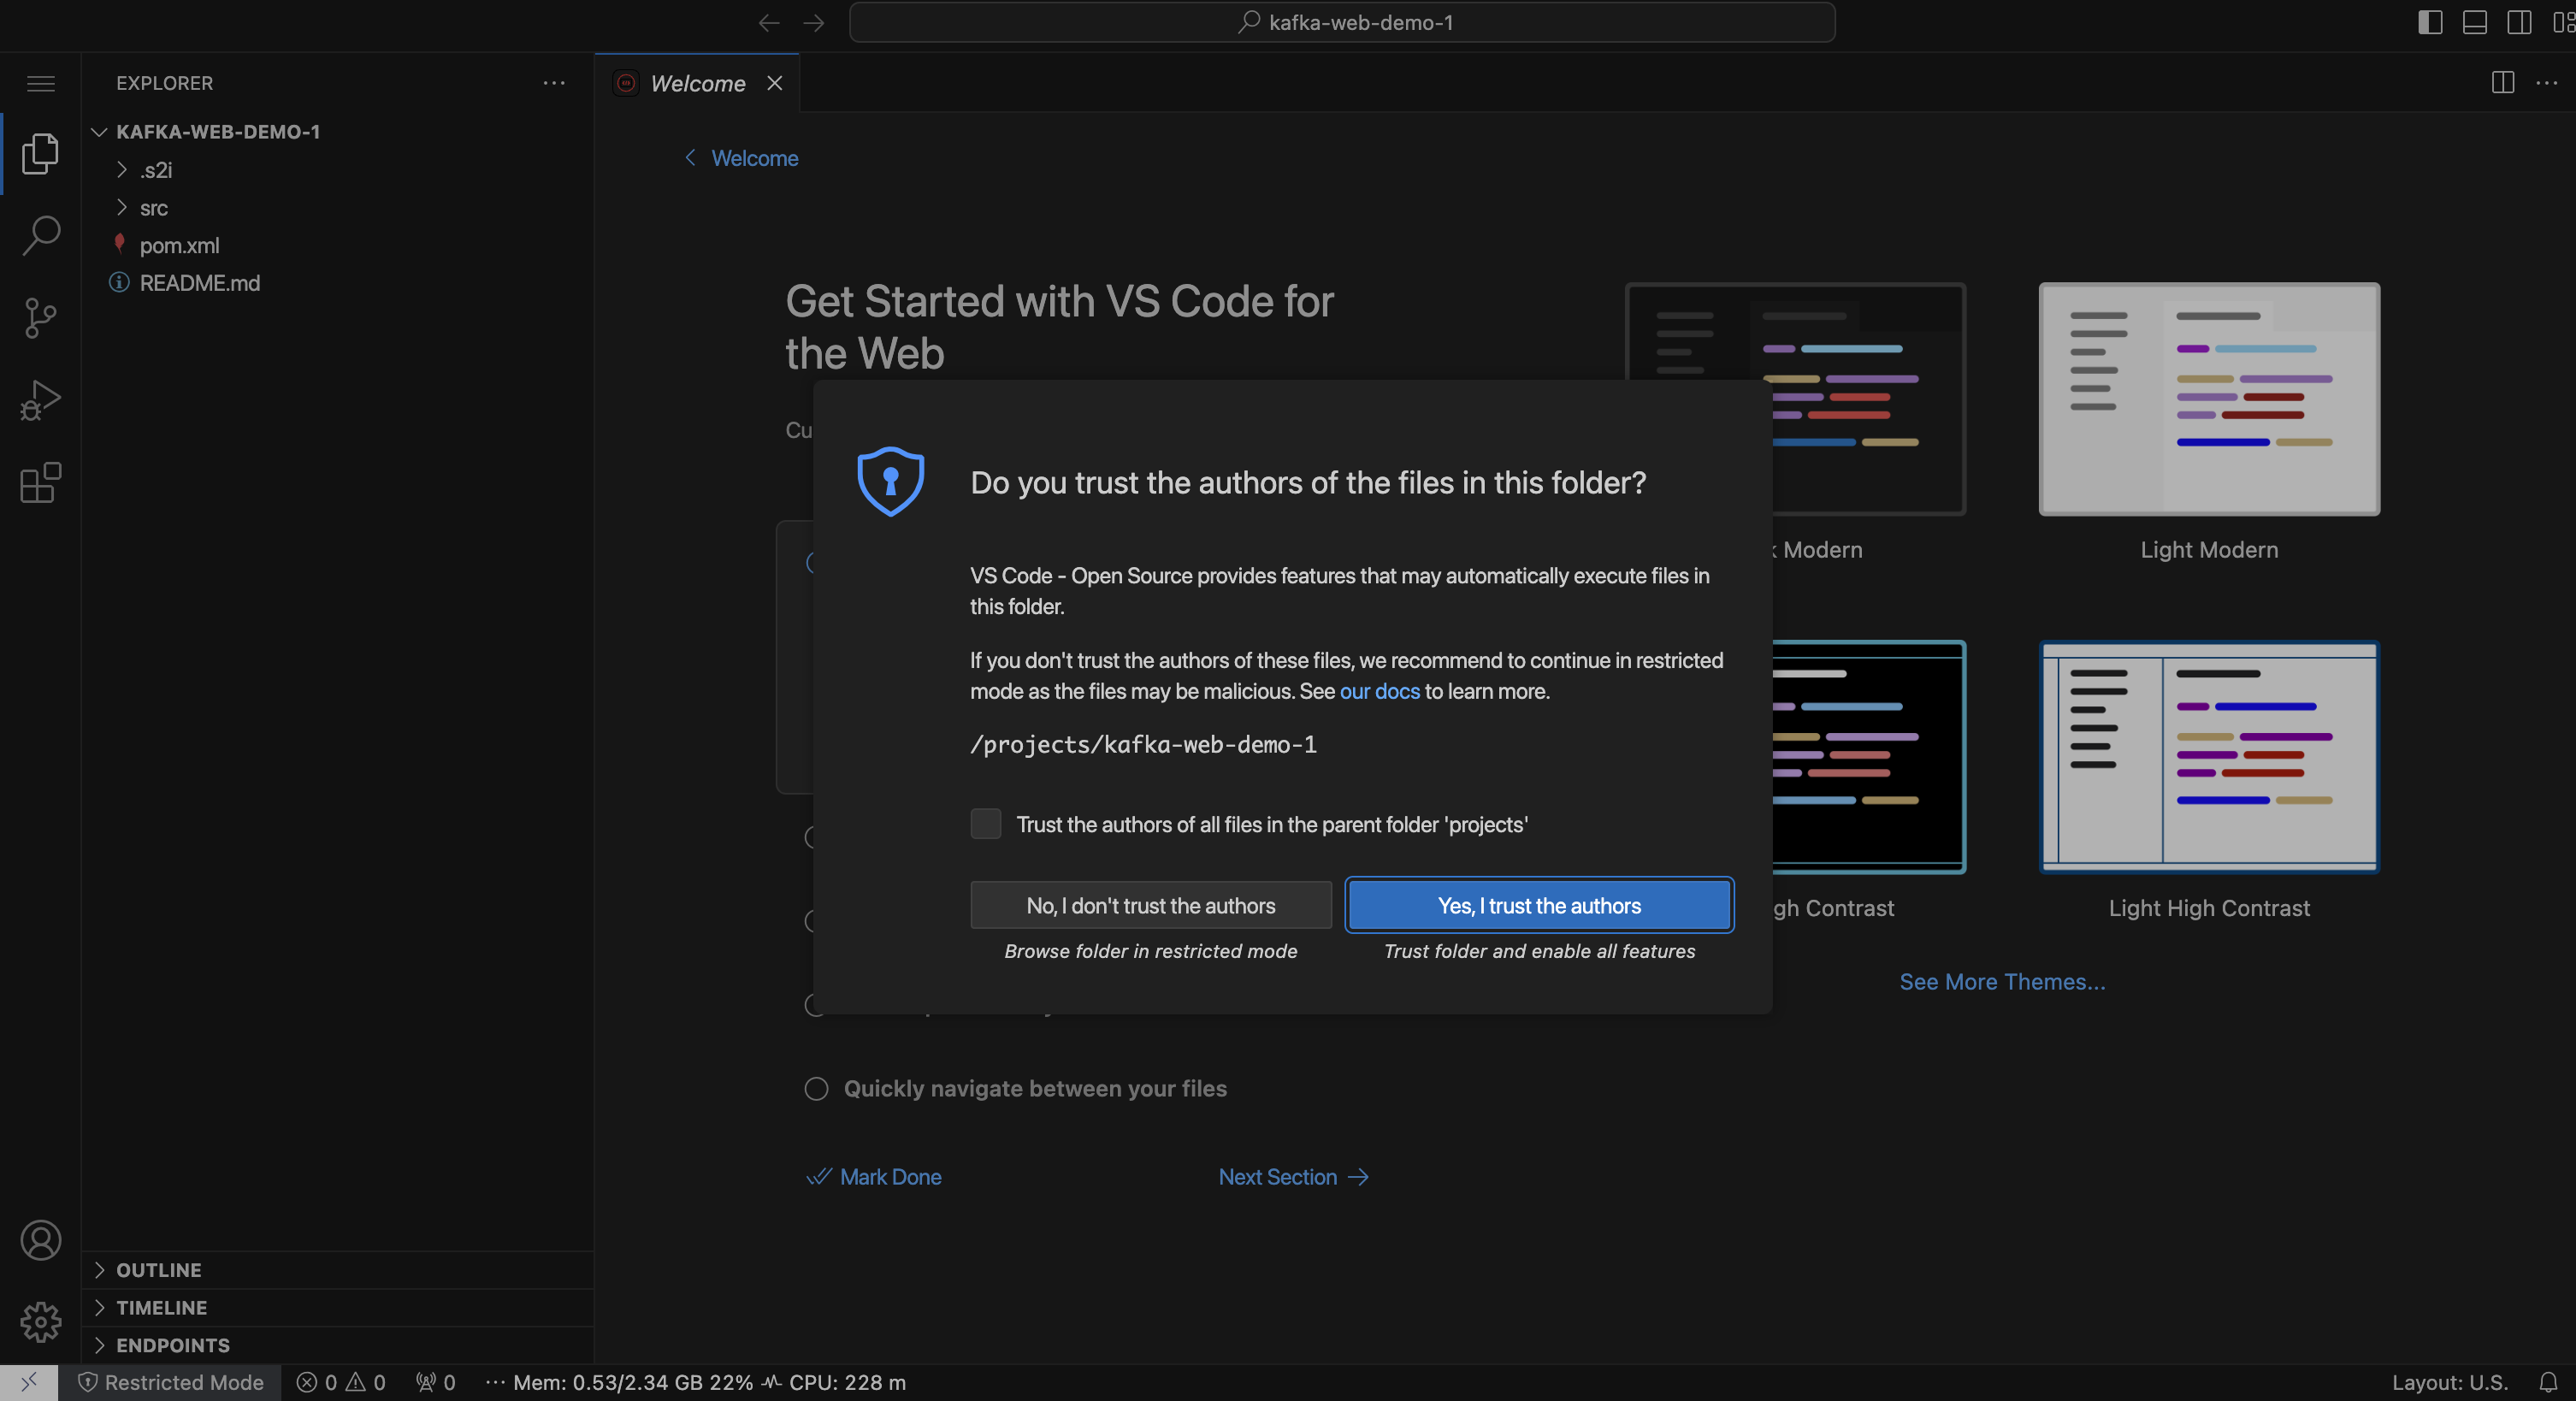 kafka-web-demo-1
EXPLORER
Welcome
KAFKA-WEB-DEMO-1
.s2i
src
pom.xml
README.md
Welcome
Get Started with VS Code for
the Web
Cu
Do you trust the authors of the files in this folder?
VS Code - Open Source provides features that may automatically execute files in
this folder.
If you don't trust the authors of these files, we recommend to continue in restricted
mode as the files may be malicious. See our docs to learn more.
/projects/kafka-web-demo-1
Trust the authors of all files in the parent folder 'projects'
No, I don't trust the authors
Yes, I trust the authors
Browse folder in restricted mode
Trust folder and enable all features
k Modern
Light Modern
gh Contrast
Light High Contrast
See More Themes...
Quickly navigate between your files
Mark Done
Next Section
OUTLINE
TIMELINE
ENDPOINTS
Restricted Mode 0 0 0 ··· Mem: 0.53/2.34 GB 22% CPU: 228 m
Layout: U.S.